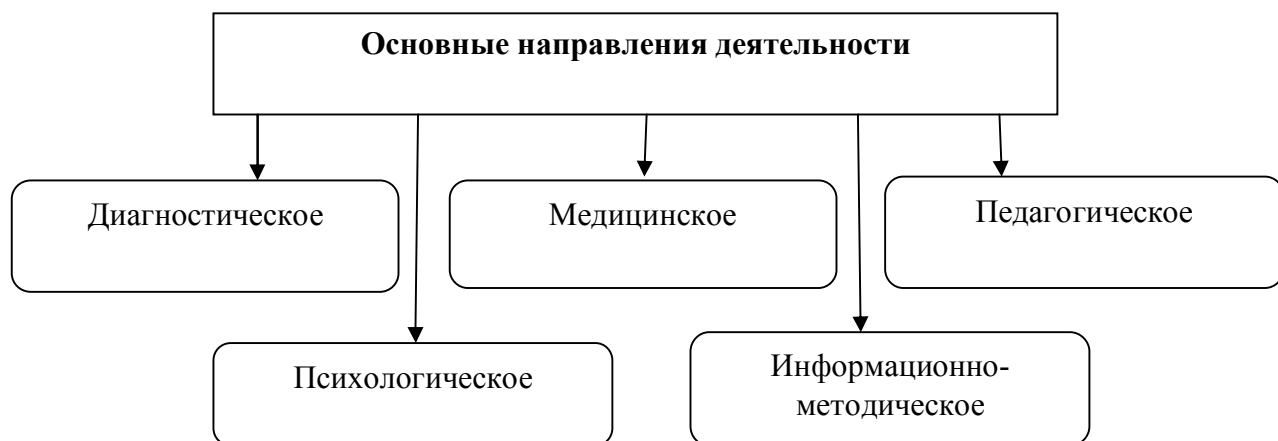 Основные направления деятельности
Диагностическое
Медицинское
Педагогическое
Психологическое
Информационно-
методическое